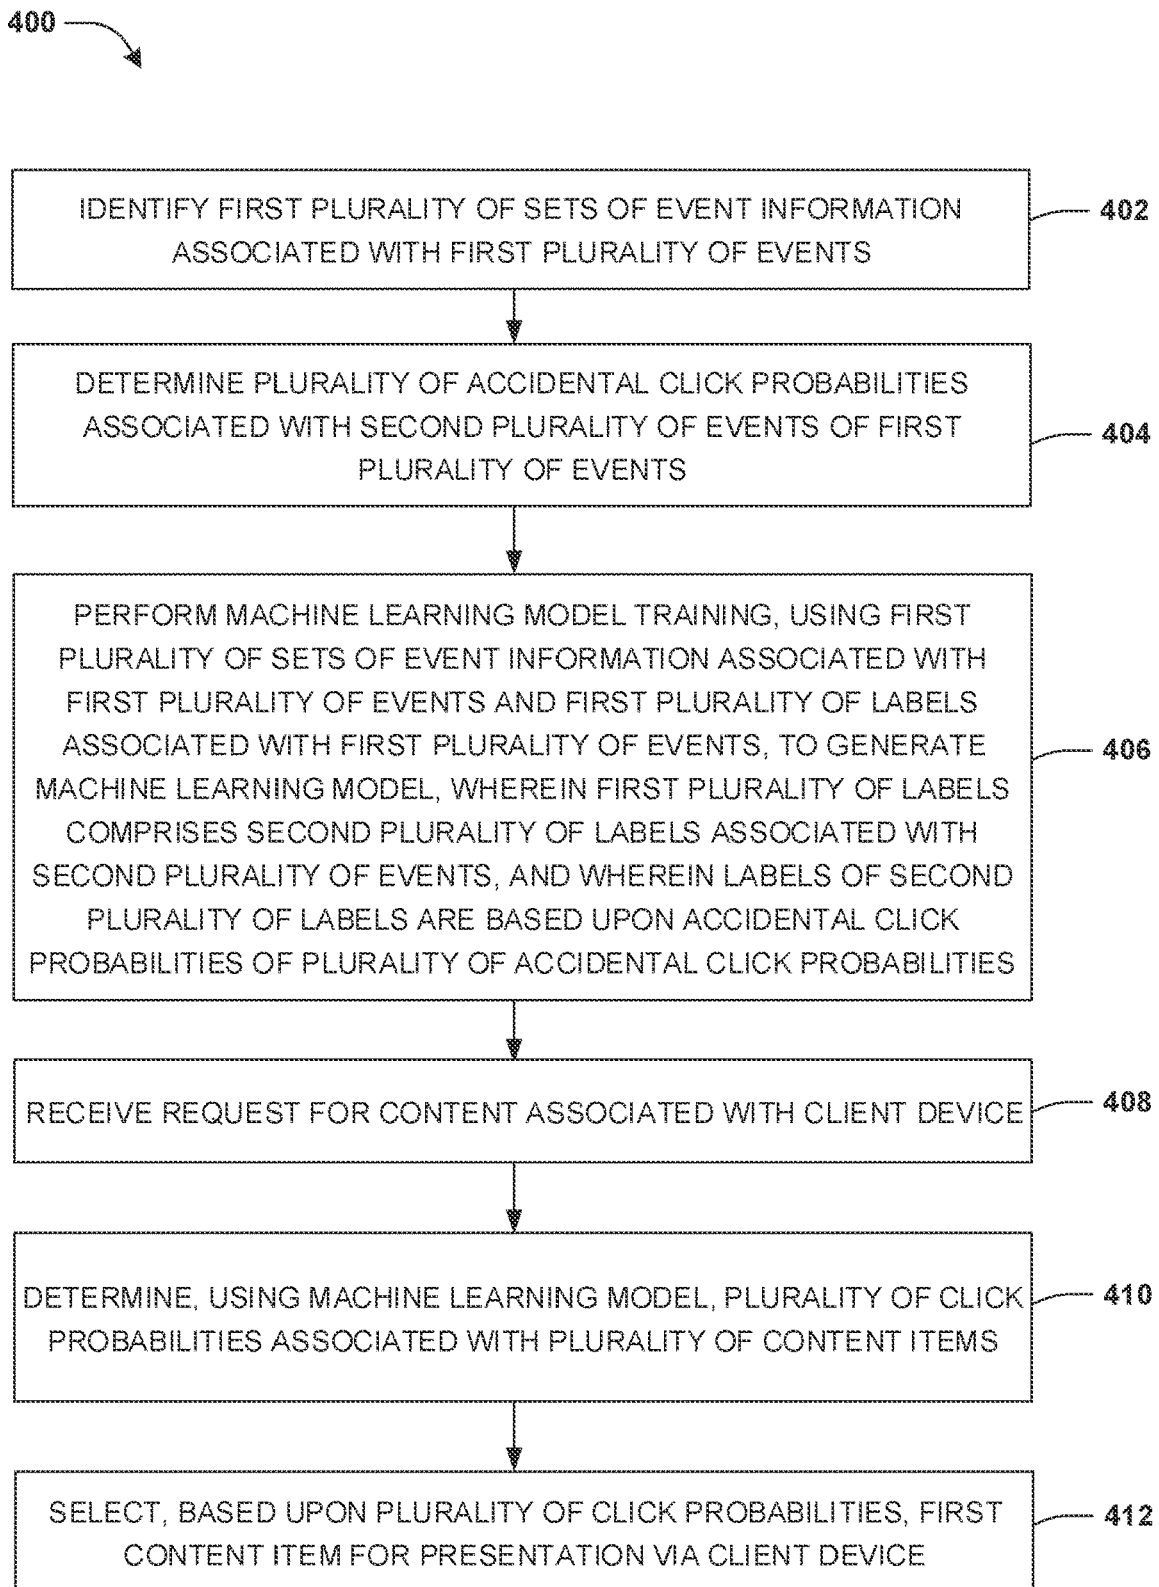 400
IDENTIFY FIRST PLURALITY OF SETS OF EVENT INFORMATION
ASSOCIATED WITH FIRST PLURALITY OF EVENTS
402
DETERMINE PLURALITY OF ACCIDENTAL CLICK PROBABILITIES
ASSOCIATED WITH SECOND PLURALITY OF EVENTS OF FIRST
PLURALITY OF EVENTS
404
PERFORM MACHINE LEARNING MODEL TRAINING, USING FIRST
PLURALITY OF SETS OF EVENT INFORMATION ASSOCIATED WITH
FIRST PLURALITY OF EVENTS AND FIRST PLURALITY OF LABELS
ASSOCIATED WITH FIRST PLURALITY OF EVENTS, TO GENERATE
MACHINE LEARNING MODEL, WHEREIN FIRST PLURALITY OF LABELS
COMPRISES SECOND PLURALITY OF LABELS ASSOCIATED WITH
SECOND PLURALITY OF EVENTS, AND WHEREIN LABELS OF SECOND
PLURALITY OF LABELS ARE BASED UPON ACCIDENTAL CLICK
PROBABILITIES OF PLURALITY OF ACCIDENTAL CLICK PROBABILITIES
406
RECEIVE REQUEST FOR CONTENT ASSOCIATED WITH CLIENT DEVICE
408
DETERMINE, USING MACHINE LEARNING MODEL, PLURALITY OF CLICK
PROBABILITIES ASSOCIATED WITH PLURALITY OF CONTENT ITEMS
410
SELECT, BASED UPON PLURALITY OF CLICK PROBABILITIES, FIRST
CONTENT ITEM FOR PRESENTATION VIA CLIENT DEVICE
412